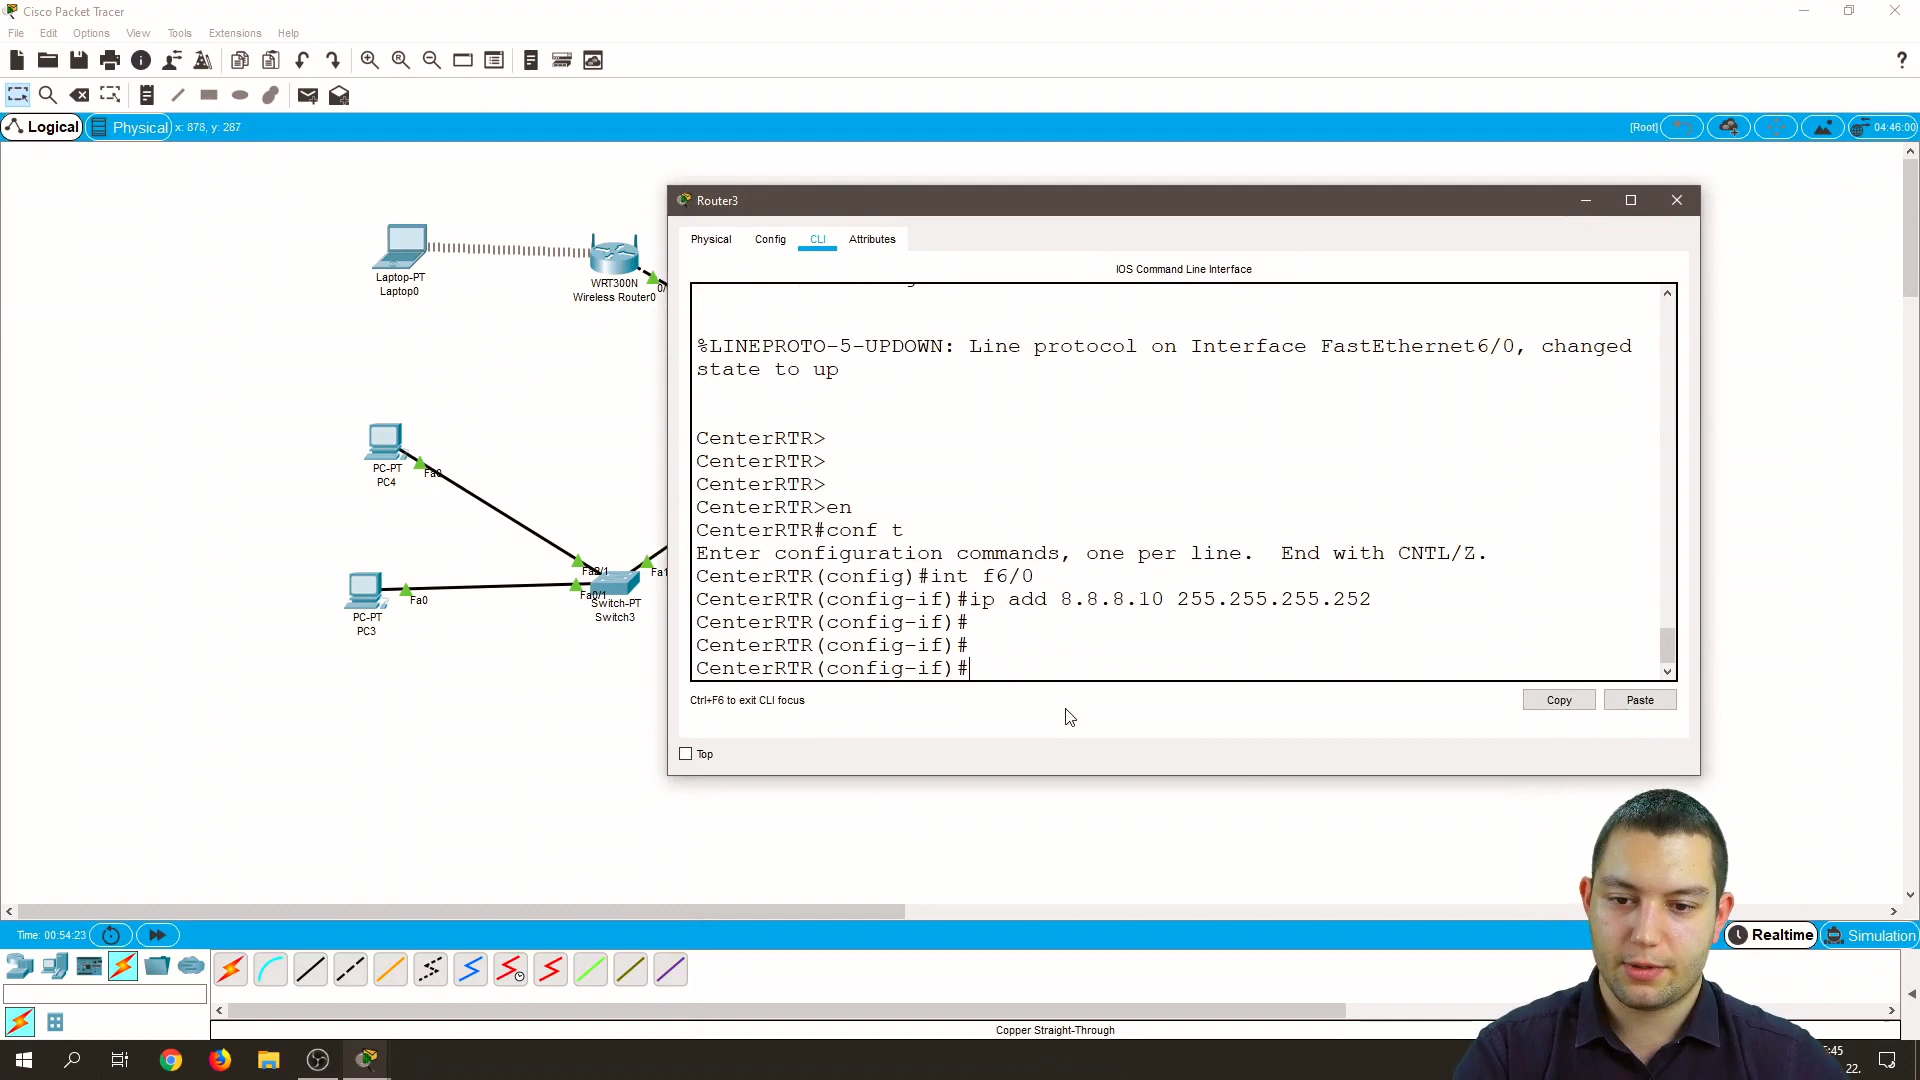 Cisco Packet Tracer
File Edit Options View Tools Extensions Help
Logical Physical x: 878, y: 287 [Root] 04:46:00
Router3
Physical Config CLI Attributes
IOS Command Line Interface
%LINEPROTO-5-UPDOWN: Line protocol on Interface FastEthernet6/0, changed
state to up
CenterRTR>
CenterRTR>
CenterRTR>
CenterRTR>en
CenterRTR#conf t
Enter configuration commands, one per line. End with CNTL/Z.
CenterRTR(config)#int f6/0
CenterRTR(config-if)#ip add 8.8.8.10 255.255.255.252
CenterRTR(config-if)#
CenterRTR(config-if)#
CenterRTR(config-if)#
Ctrl+F6 to exit CLI focus
Copy Paste
Top
Laptop-PT
Laptop0
WRT300N
Wireless Router0
0/
PC-PT
PC4
Fa0
Fa2/1
Fa1
Fa0/1
Switch-PT
Switch3
Fa0
PC-PT
PC3
Time: 00:54:23
Realtime Simulation
Copper Straight-Through
:45
22.